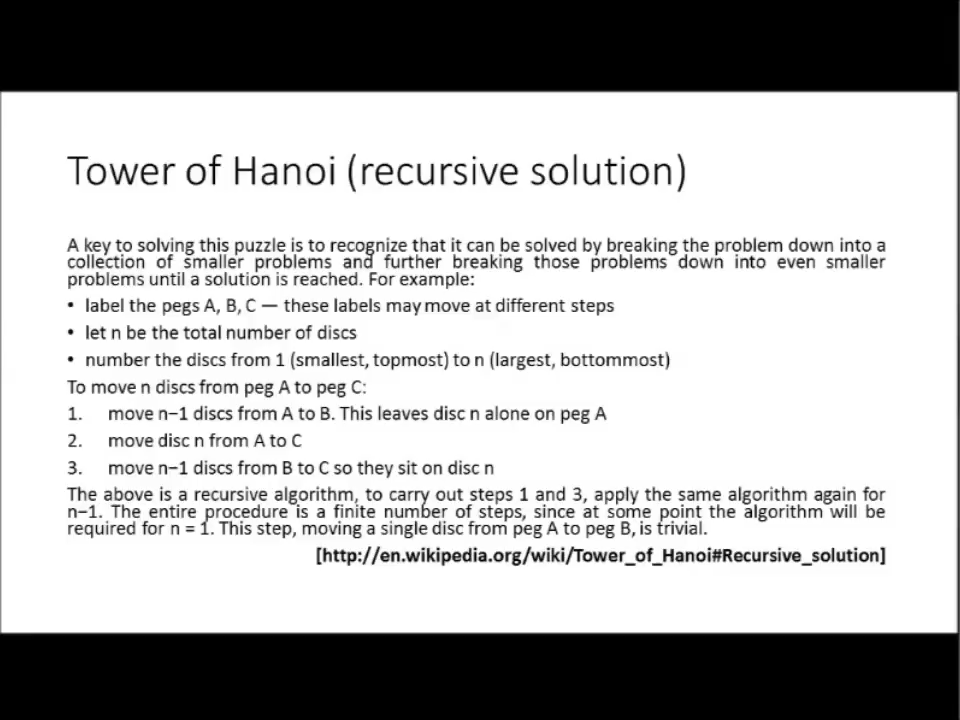 Tower of Hanoi (recursive solution)
A key to solving this puzzle is to recognize that it can be solved by breaking the problem down into a
collection of smaller problems and further breaking those problems down into even smaller
problems until a solution is reached. For example:
• label the pegs A, B, C — these labels may move at different steps
• let n be the total number of discs
• number the discs from 1 (smallest, topmost) to n (largest, bottommost)
To move n discs from peg A to peg C:
1. move n−1 discs from A to B. This leaves disc n alone on peg A
2. move disc n from A to C
3. move n−1 discs from B to C so they sit on disc n
The above is a recursive algorithm, to carry out steps 1 and 3, apply the same algorithm again for
n−1. The entire procedure is a finite number of steps, since at some point the algorithm will be
required for n = 1. This step, moving a single disc from peg A to peg B, is trivial.
[http://en.wikipedia.org/wiki/Tower_of_Hanoi#Recursive_solution]